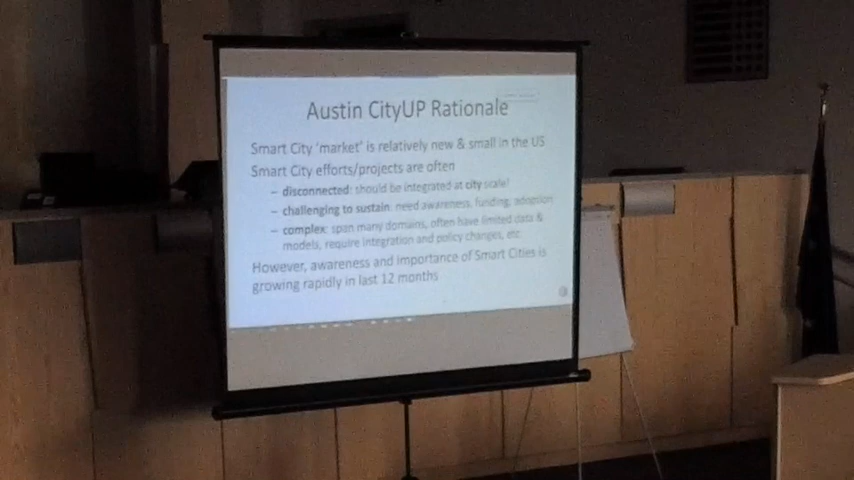 Austin CityUP Rationale
Smart City 'market' is relatively new & small in the US
Smart City efforts/projects are often
– disconnected: should be integrated at city scale!
– challenging to sustain: need awareness, funding, adoption
– complex: span many domains, often have limited data &
models, require integration and policy changes, etc.
However, awareness and importance of Smart Cities is
growing rapidly in last 12 months